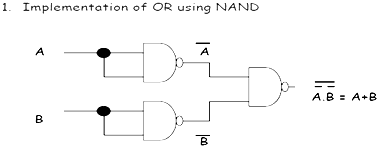 1. Implementation of OR using NAND
A
A̅
A̅.B̅ = A+B
B
B̅